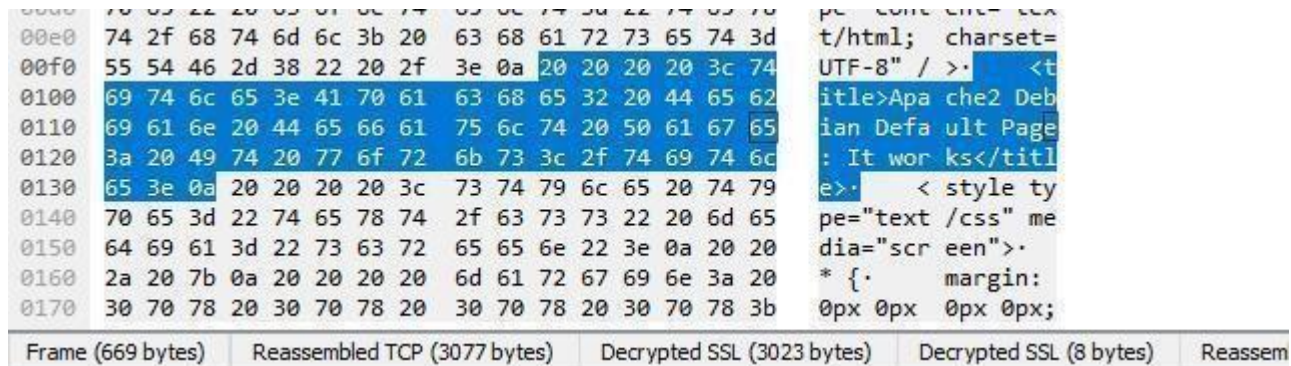 00e0 74 2f 68 74 6d 6c 3b 20 63 68 61 72 73 65 74 3d t/html; charset=
00f0 55 54 46 2d 38 22 20 2f 3e 0a 20 20 20 20 3c 74 UTF-8" / >· <t
0100 69 74 6c 65 3e 41 70 61 63 68 65 32 20 44 65 62 itle>Apa che2 Deb
0110 69 61 6e 20 44 65 66 61 75 6c 74 20 50 61 67 65 ian Defa ult Page
0120 3a 20 49 74 20 77 6f 72 6b 73 3c 2f 74 69 74 6c : It wor ks</titl
0130 65 3e 0a 20 20 20 20 3c 73 74 79 6c 65 20 74 79 e>· < style ty
0140 70 65 3d 22 74 65 78 74 2f 63 73 73 22 20 6d 65 pe="text /css" me
0150 64 69 61 3d 22 73 63 72 65 65 6e 22 3e 0a 20 20 dia="scr een">·
0160 2a 20 7b 0a 20 20 20 20 6d 61 72 67 69 6e 3a 20 * {· margin:
0170 30 70 78 20 30 70 78 20 30 70 78 20 30 70 78 3b 0px 0px 0px 0px;
Frame (669 bytes) Reassembled TCP (3077 bytes) Decrypted SSL (3023 bytes) Decrypted SSL (8 bytes) Reassem